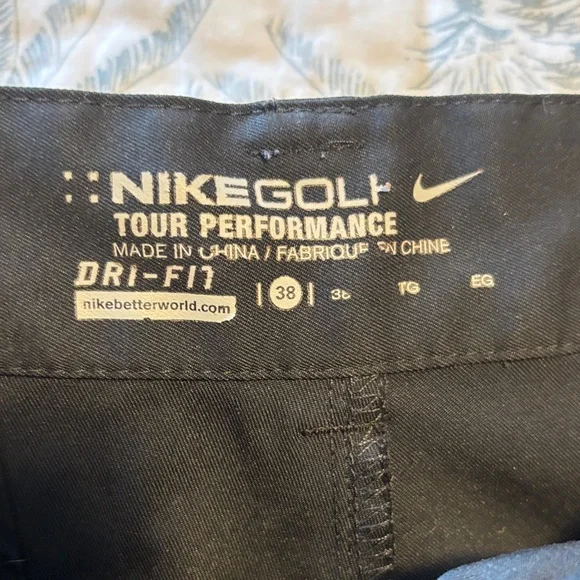 NIKEGOLF
TOUR PERFORMANCE
MADE IN CHINA / FABRIQUE EN CHINE
DRI-FIT
nikebetterworld.com
38 38 TG EG